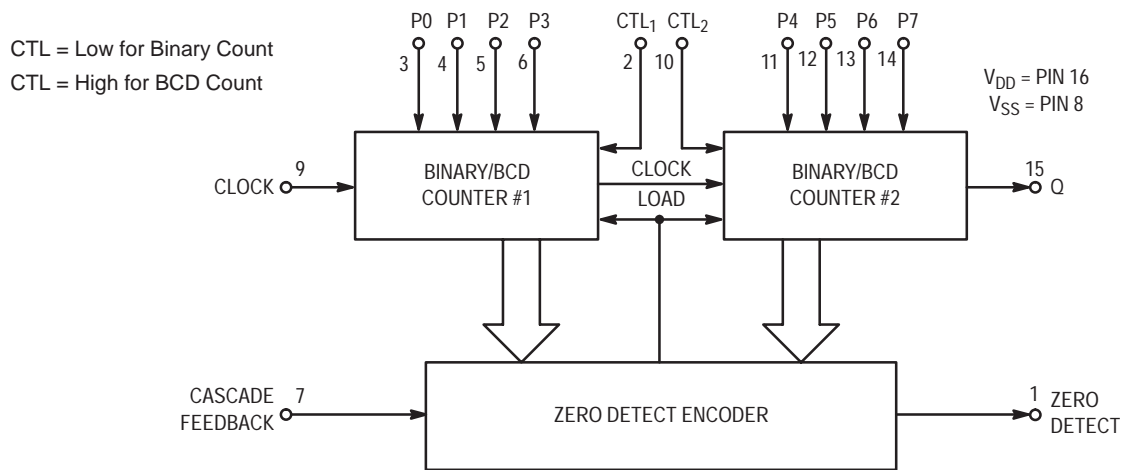 CTL = Low for Binary Count
CTL = High for BCD Count
P0 P1 P2 P3 CTL1 CTL2 P4 P5 P6 P7
3 4 5 6 2 10 11 12 13 14
VDD = PIN 16
VSS = PIN 8
CLOCK 9
BINARY/BCD
COUNTER #1
CLOCK
LOAD
BINARY/BCD
COUNTER #2
15
Q
CASCADE
FEEDBACK
7
ZERO DETECT ENCODER
1
ZERO
DETECT